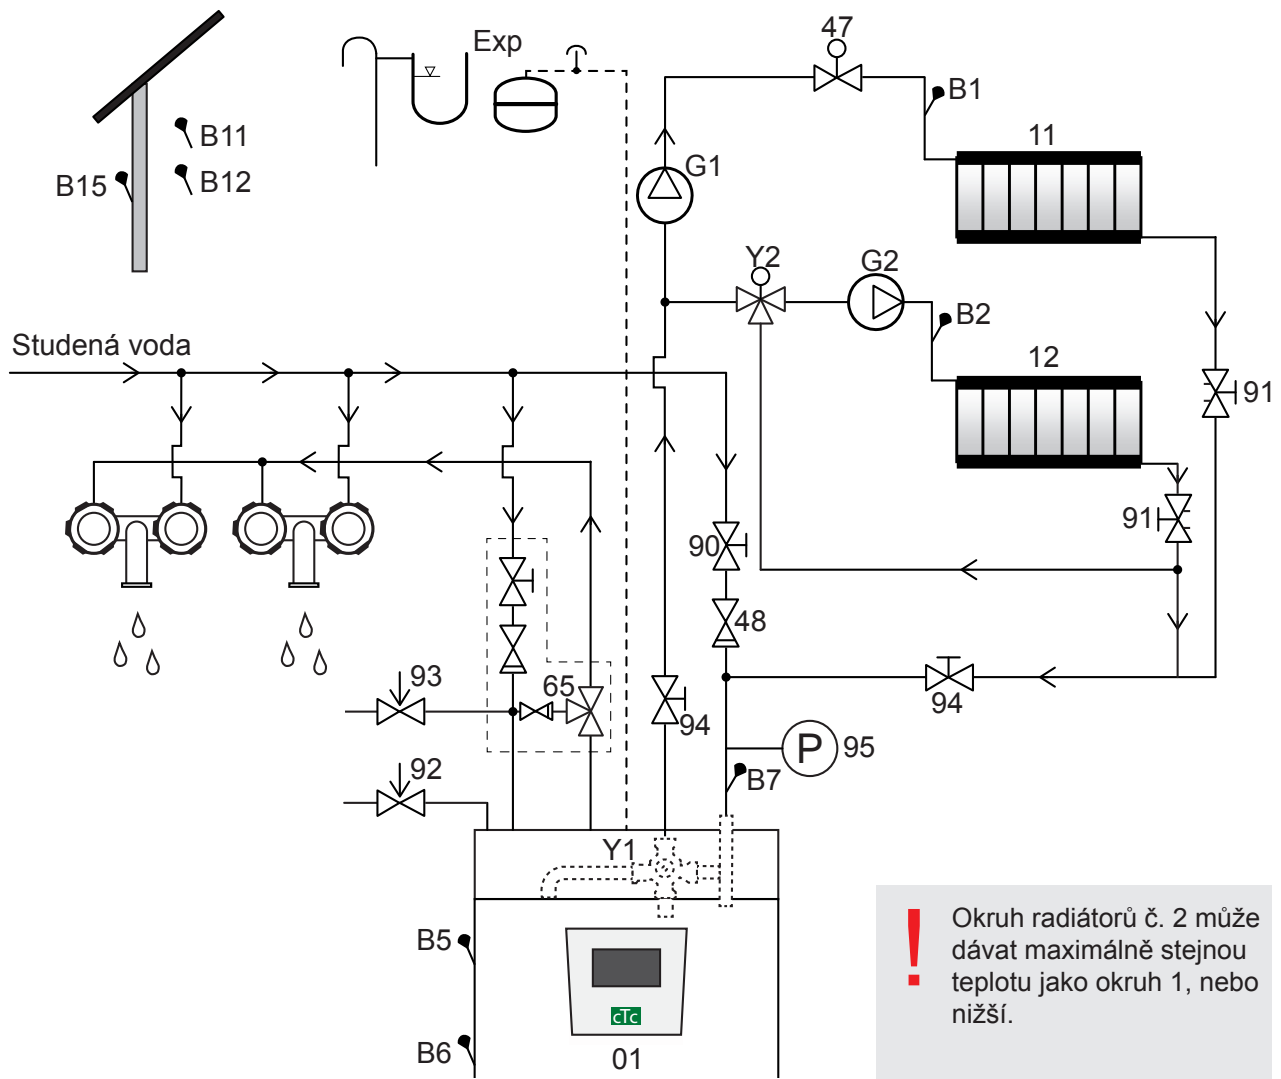 47
Exp
B1
B11
11
G1
B12
B15
Y2
G2
B2
Studená voda
12
91
91
90
48
93
65
94
94
P 95
92
B7
Y1
B5
Okruh radiátorů č. 2 může
dávat maximálně stejnou
teplotu jako okruh 1, nebo
nižší.
!
cTc
B6
01